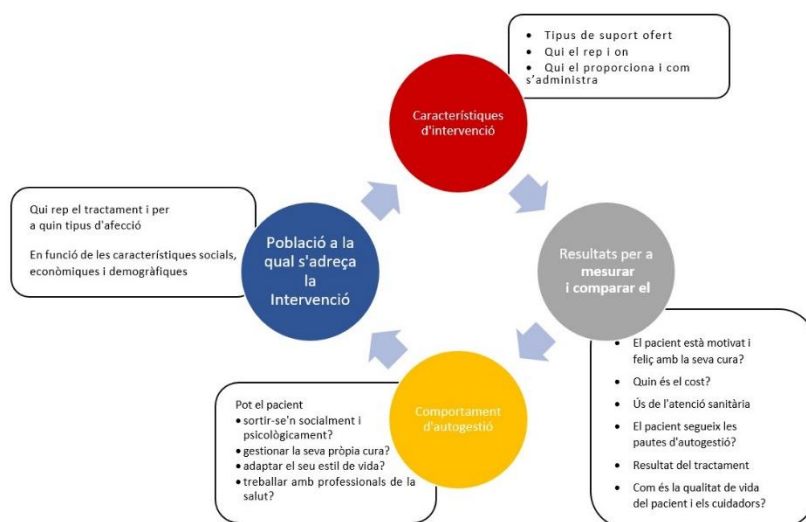 • Tipus de suport ofert
• Qui el rep i on
• Qui el proporciona i com
s'administra
Característiques
d'intervenció
Qui rep el tractament i per
a quin tipus d'afecció
En funció de les característiques socials,
econòmiques i demogràfiques
Població a la
qual s'adreça
la
Intervenció
Resultats per a
mesurar
i comparar el
• El pacient està motivat i
feliç amb la seva cura?
• Quin és el cost?
• Ús de l'atenció sanitària
• El pacient segueix les
pautes d'autogestió?
• Resultat del tractament
• Com és la qualitat de vida
del pacient i els cuidadors?
Comportament
d'autogestió
Pot el pacient
• sortir-se'n socialment i
psicològicament?
• gestionar la seva pròpia cura?
• adaptar el seu estil de vida?
• treballar amb professionals de la
salut?